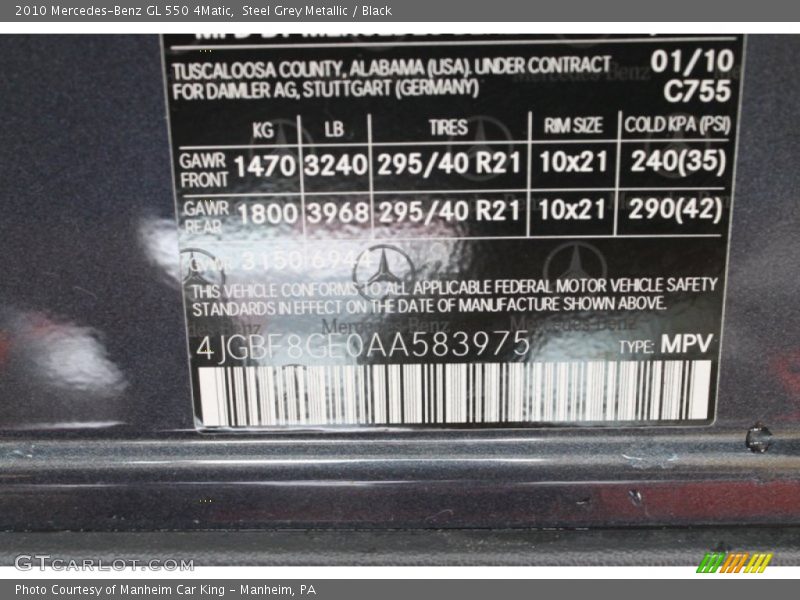 2010 Mercedes-Benz GL 550 4Matic, Steel Grey Metallic / Black
TUSCALOOSA COUNTY, ALABAMA (USA), UNDER CONTRACT 01/10
FOR DAIMLER AG, STUTTGART (GERMANY) C755
KG LB TIRES RIM SIZE COLD KPA (PSI)
GAWR FRONT 1470 3240 295/40 R21 10x21 240(35)
GAWR REAR 1800 3968 295/40 R21 10x21 290(42)
GVWR 3150 6944
THIS VEHICLE CONFORMS TO ALL APPLICABLE FEDERAL MOTOR VEHICLE SAFETY
STANDARDS IN EFFECT ON THE DATE OF MANUFACTURE SHOWN ABOVE.
Mercedes-Benz
4JGBF8GE0AA583975 TYPE: MPV
GTCARLOT.COM
Photo Courtesy of Manheim Car King - Manheim, PA